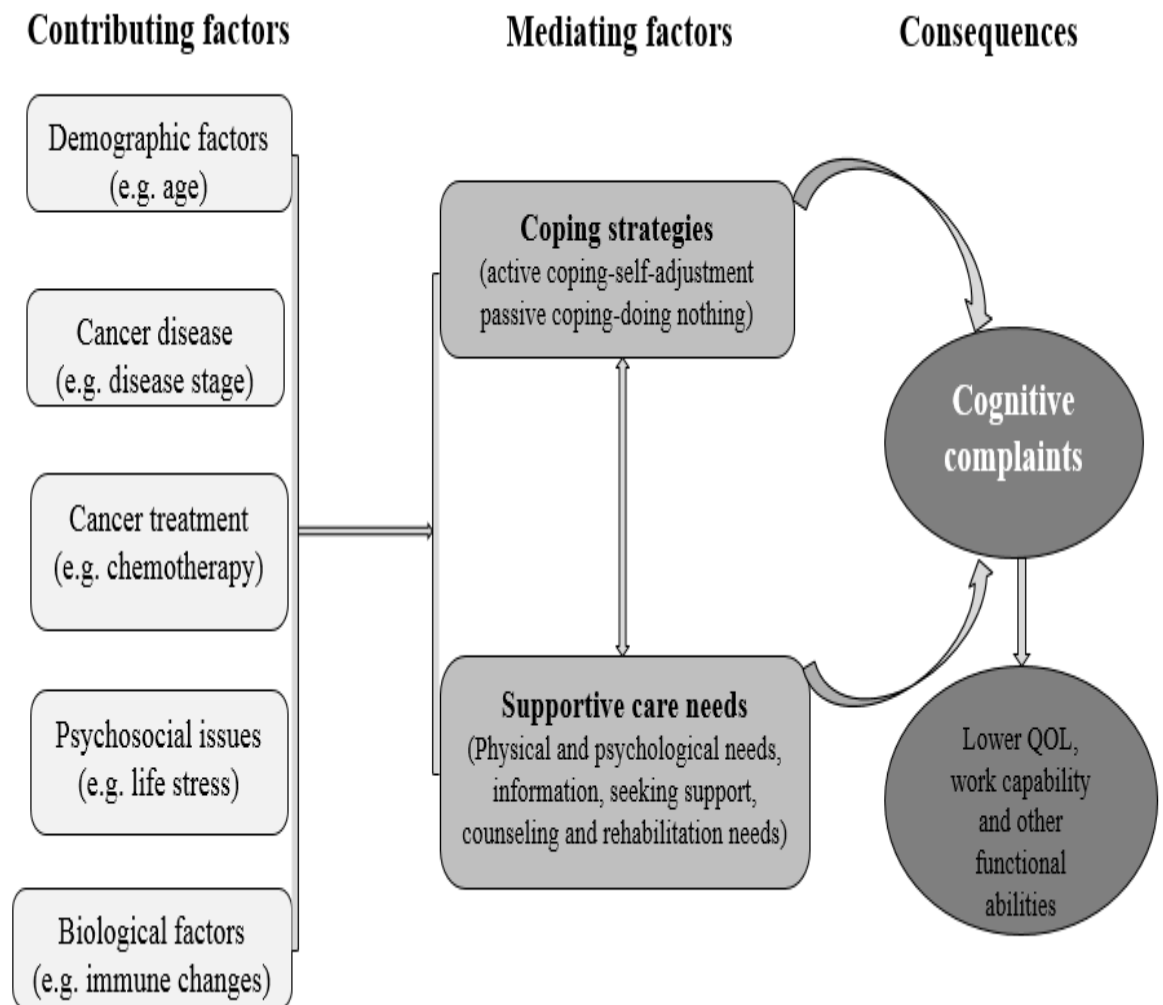 Contributing factors
Mediating factors
Consequences
Demographic factors
(e.g. age)
Cancer disease
(e.g. disease stage)
Cancer treatment
(e.g. chemotherapy)
Psychosocial issues
(e.g. life stress)
Biological factors
(e.g. immune changes)
Coping strategies
(active coping-self-adjustment
passive coping-doing nothing)
Supportive care needs
(Physical and psychological needs,
information, seeking support,
counseling and rehabilitation needs)
Cognitive
complaints
Lower QOL,
work capability
and other
functional
abilities